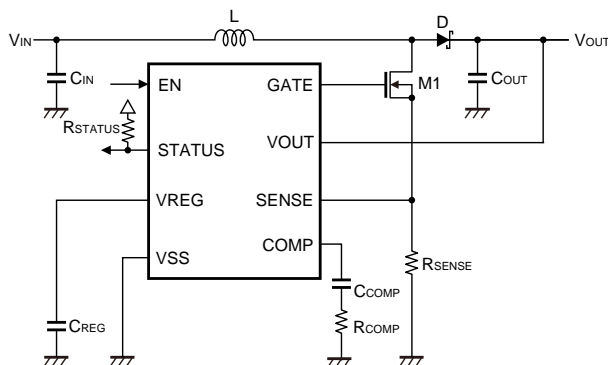 L
D
VIN
VOUT
CIN
EN
GATE
M1
COUT
RSTATUS
STATUS
VOUT
VREG
SENSE
COMP
VSS
RSENSE
CCOMP
RCOMP
CREG